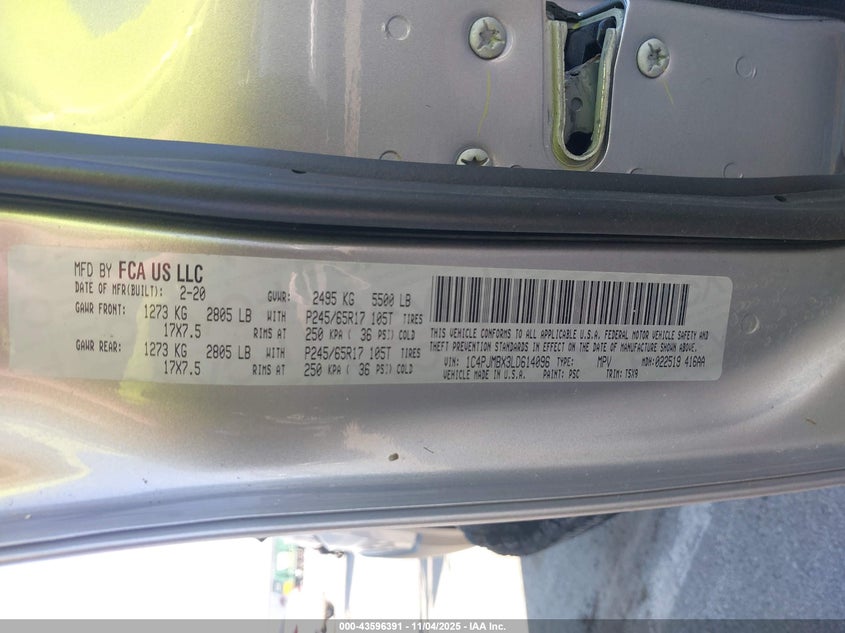 MFD BY FCA US LLC
DATE OF MFR(BUILT): 2-20 GVWR: 2495 KG 5500 LB
GAWR FRONT: 1273 KG 2805 LB WITH P245/65R17 105T TIRES
17X7.5 RIMS AT 250 KPA ( 36 PSI) COLD
GAWR REAR: 1273 KG 2805 LB WITH P245/65R17 105T TIRES
17X7.5 RIMS AT 250 KPA ( 36 PSI) COLD
THIS VEHICLE CONFORMS TO ALL APPLICABLE U.S.A. FEDERAL MOTOR VEHICLE SAFETY AND
THEFT PREVENTION STANDARDS IN EFFECT ON THE DATE OF MANUFACTURE SHOWN ABOVE.
VIN: 1C4PJMBX3LD614096 TYPE: MPV MDH: 022519 416AA
VEHICLE MADE IN U.S.A. PAINT: PSC TRIM: TSX9
000-43596391 - 11/04/2025 - IAA Inc.